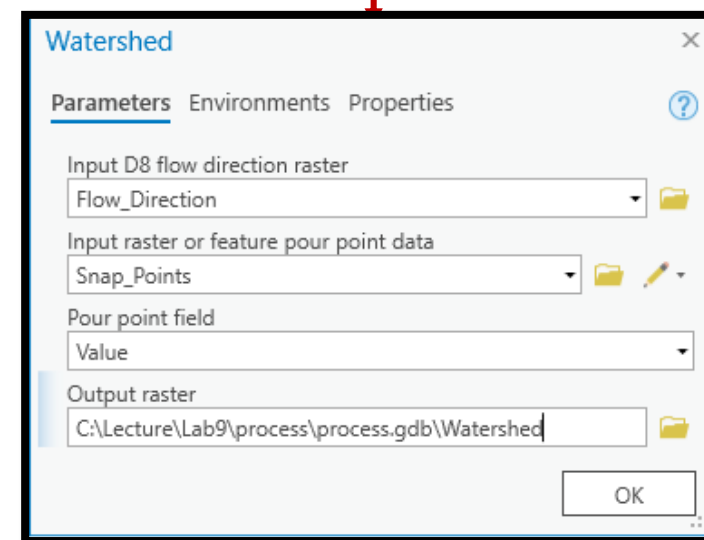 Watershed
Parameters Environments Properties
Input D8 flow direction raster
Flow_Direction
Input raster or feature pour point data
Snap_Points
Pour point field
Value
Output raster
C:\Lecture\Lab9\process\process.gdb\Watershed
OK